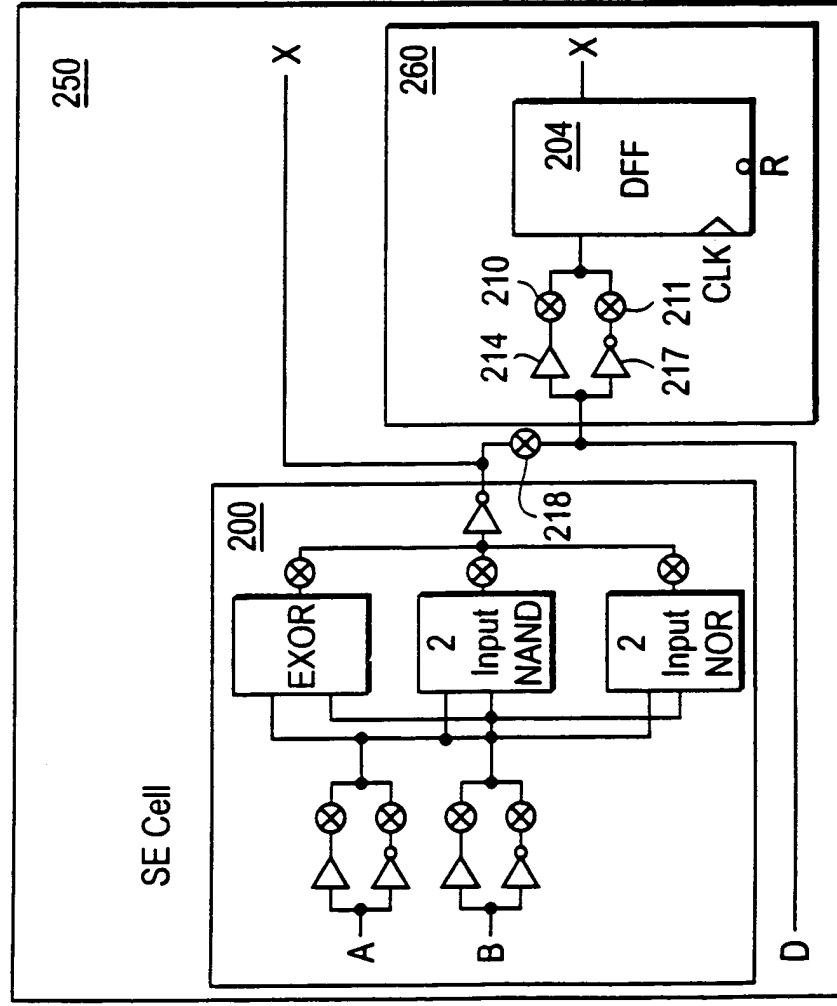 250
SE Cell
200
A
B
D
EXOR
2
Input
NAND
2
Input
NOR
218
X
260
214
217
210
211
204
DFF
CLK
R
X